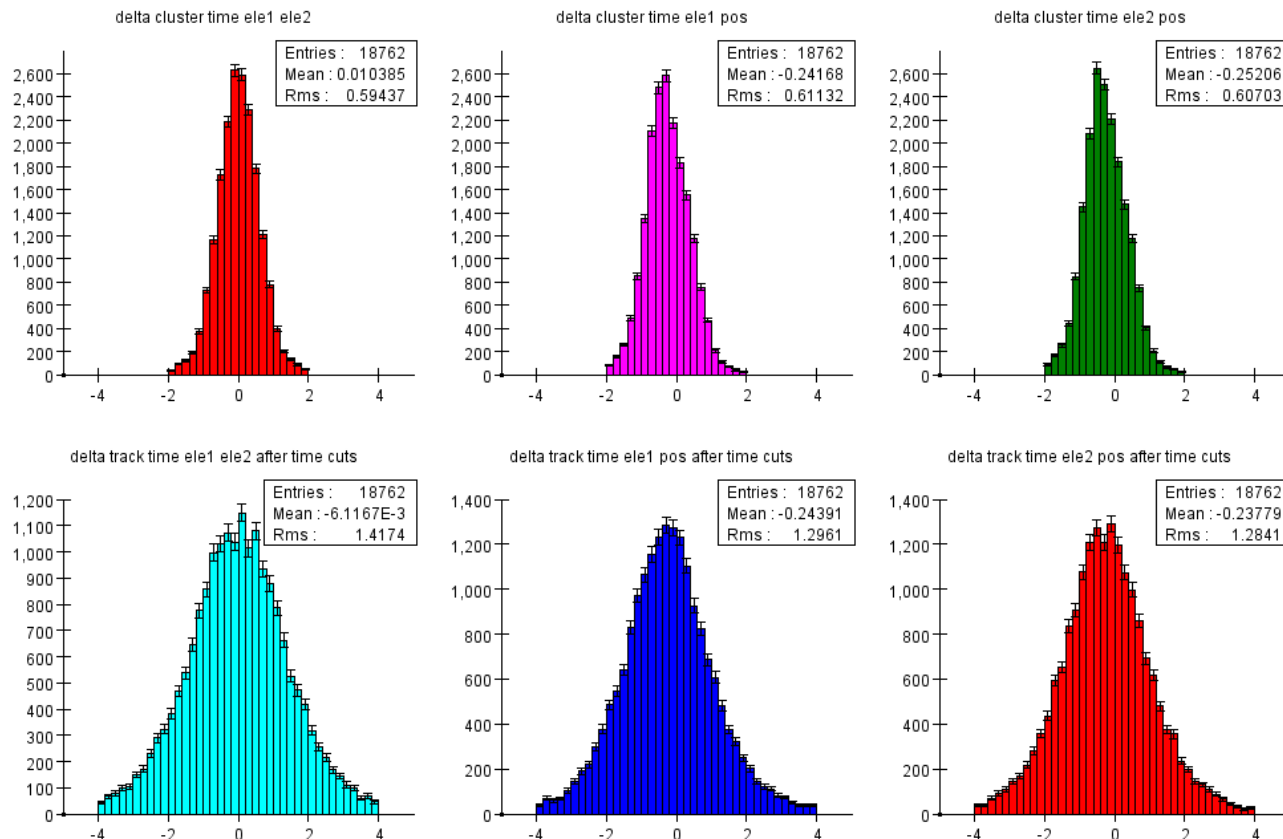 delta cluster time ele1 ele2
Entries : 18762
Mean : 0.010385
Rms : 0.59437
2,600
2,400
2,200
2,000
1,800
1,600
1,400
1,200
1,000
800
600
400
200
0
-4 -2 0 2 4
delta cluster time ele1 pos
Entries : 18762
Mean : -0.24168
Rms : 0.61132
2,600
2,400
2,200
2,000
1,800
1,600
1,400
1,200
1,000
800
600
400
200
0
-4 -2 0 2 4
delta cluster time ele2 pos
Entries : 18762
Mean : -0.25206
Rms : 0.60703
2,600
2,400
2,200
2,000
1,800
1,600
1,400
1,200
1,000
800
600
400
200
0
-4 -2 0 2 4
delta track time ele1 ele2 after time cuts
Entries : 18762
Mean : -6.1167E-3
Rms : 1.4174
1,200
1,100
1,000
900
800
700
600
500
400
300
200
100
0
-4 -2 0 2 4
delta track time ele1 pos after time cuts
Entries : 18762
Mean : -0.24391
Rms : 1.2961
1,400
1,200
1,000
800
600
400
200
0
-4 -2 0 2 4
delta track time ele2 pos after time cuts
Entries : 18762
Mean : -0.23779
Rms : 1.2841
1,400
1,200
1,000
800
600
400
200
0
-4 -2 0 2 4